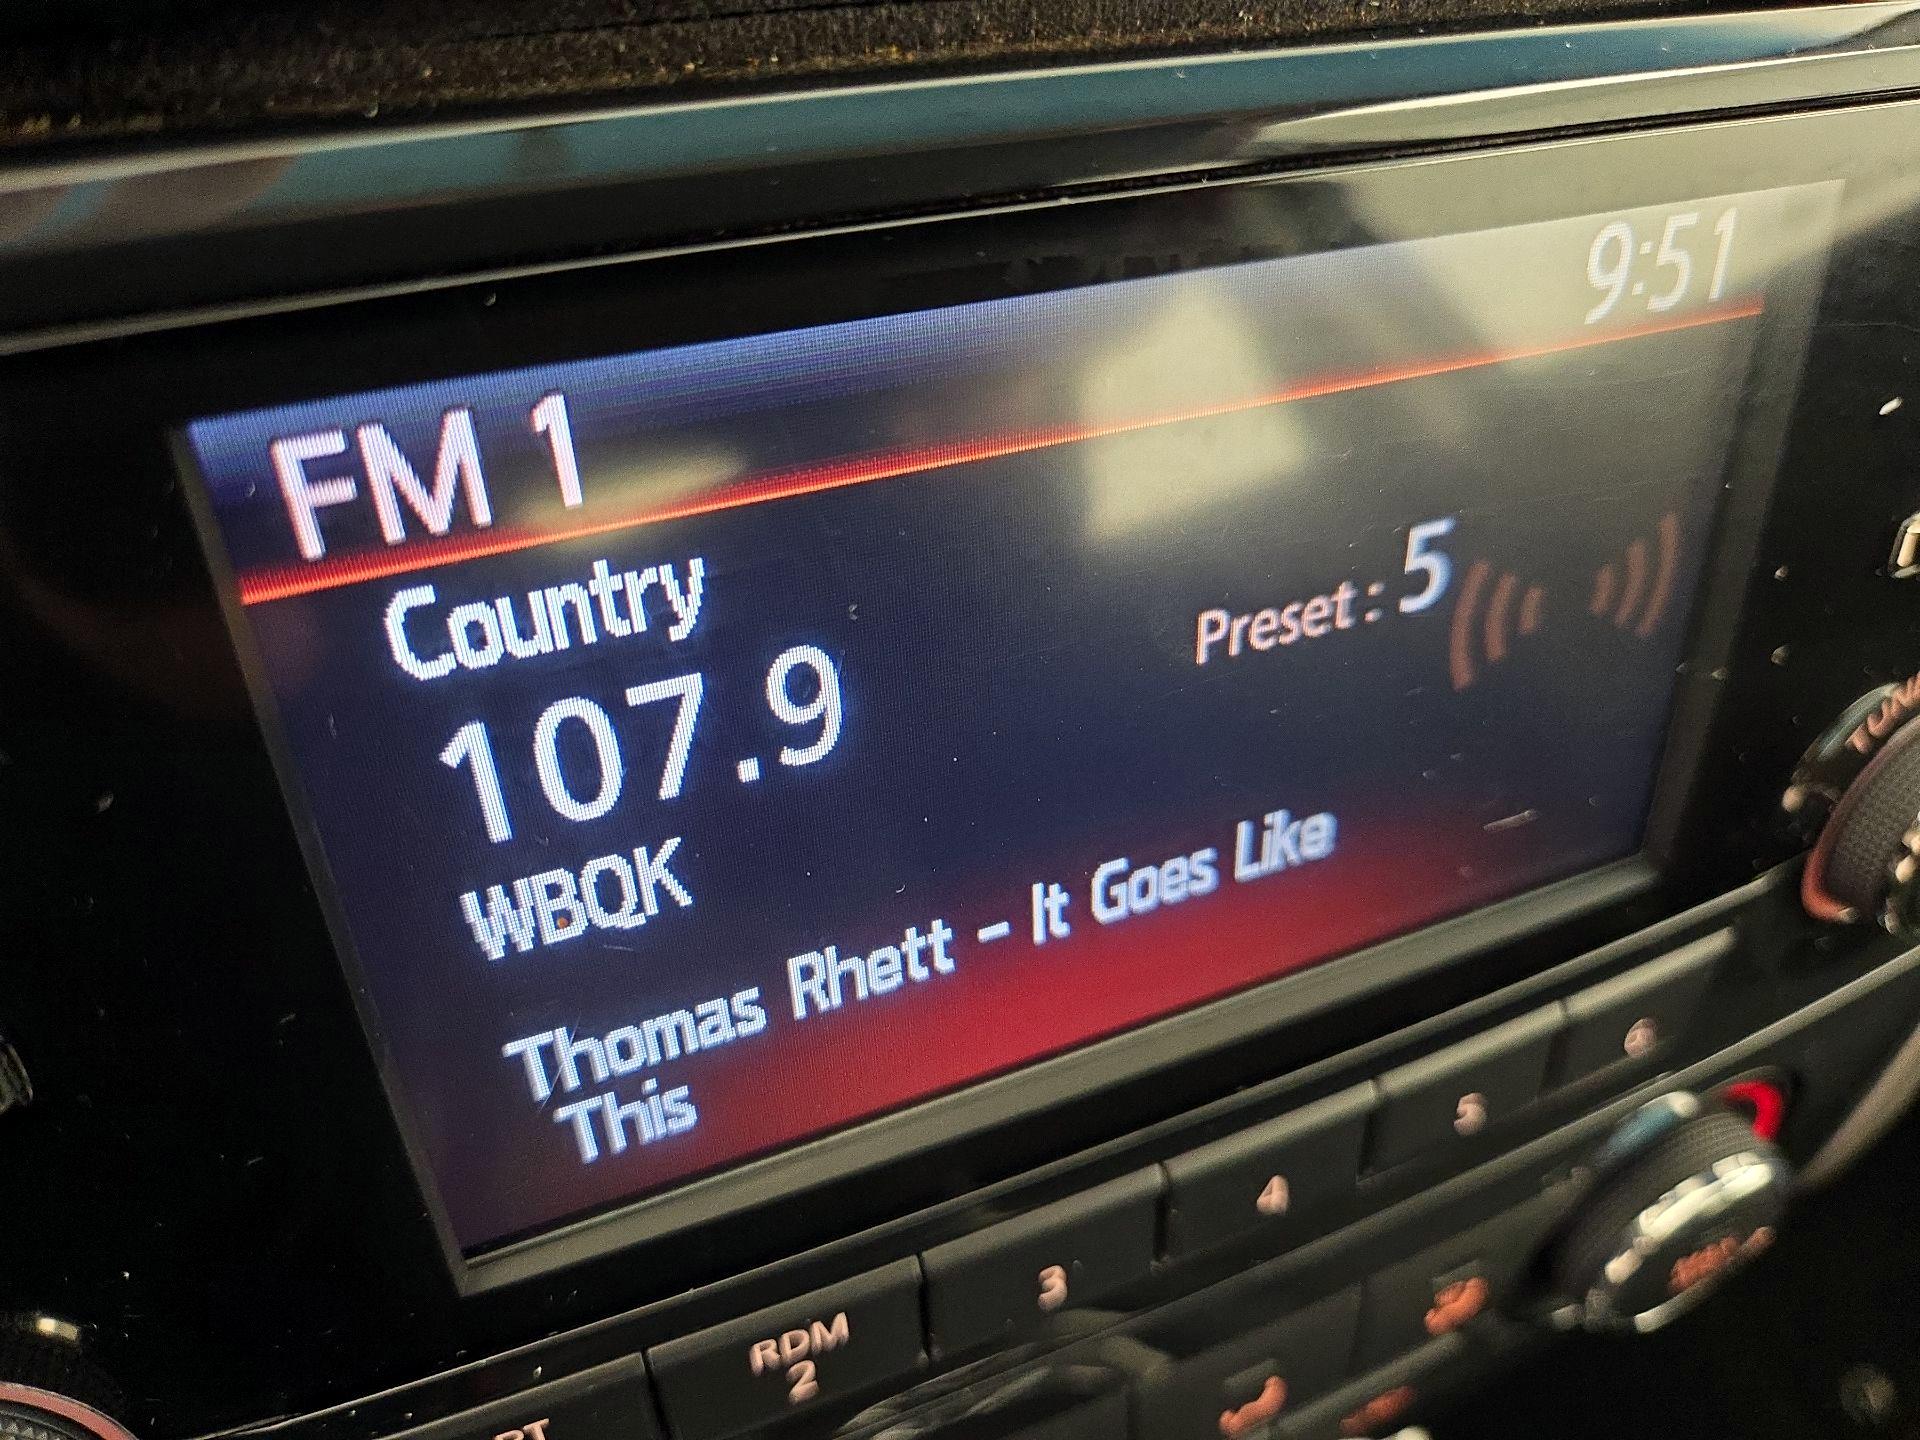 9:51
FM 1
Country
Preset : 5
107.9
WBQK
Thomas Rhett - It Goes Like
This
6
5
4
3
RDM
2